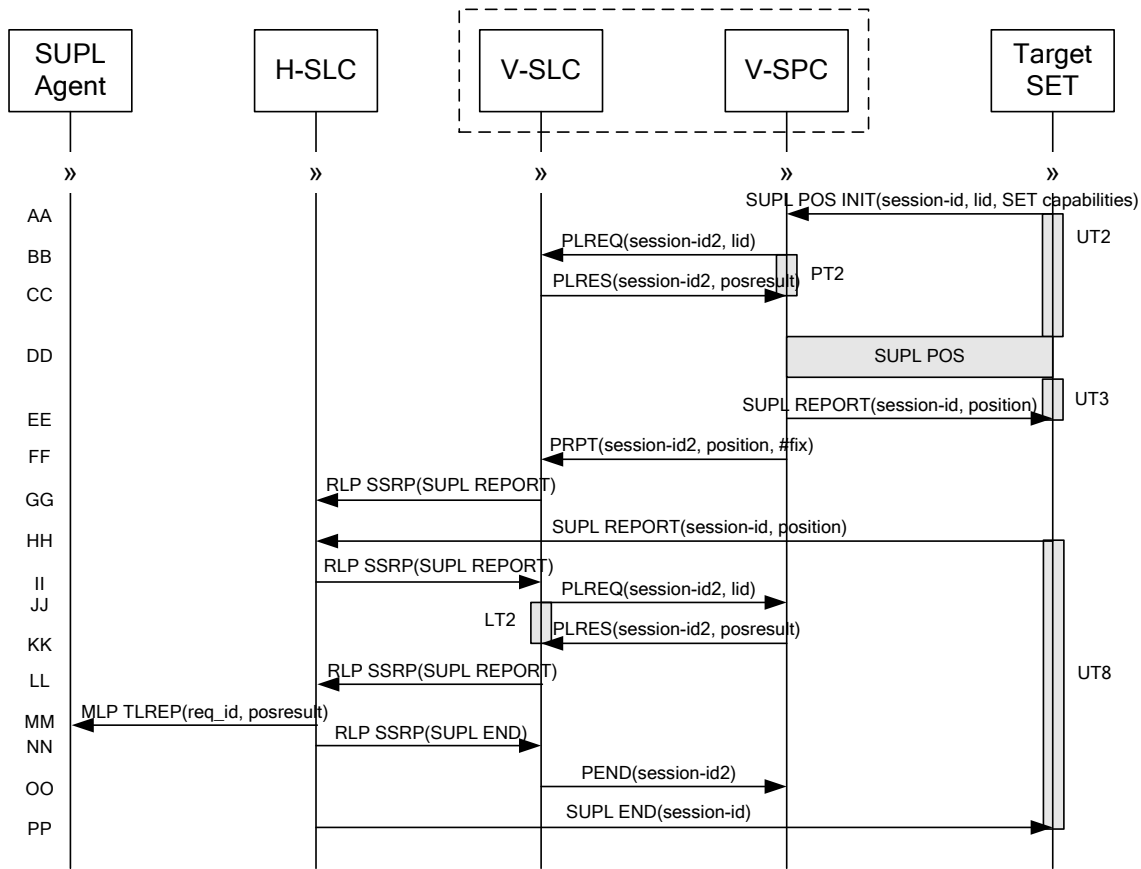 SUPL
Agent
H-SLC
V-SLC
V-SPC
Target
SET
»
»
»
»
»
AA
SUPL POS INIT(session-id, lid, SET capabilities)
UT2
BB
PLREQ(session-id2, lid)
PT2
CC
PLRES(session-id2, posresult)
DD
SUPL POS
UT3
EE
SUPL REPORT(session-id, position)
FF
PRPT(session-id2, position, #fix)
GG
RLP SSRP(SUPL REPORT)
HH
SUPL REPORT(session-id, position)
II
RLP SSRP(SUPL REPORT)
JJ
PLREQ(session-id2, lid)
LT2
KK
PLRES(session-id2, posresult)
LL
RLP SSRP(SUPL REPORT)
UT8
MM
MLP TLREP(req_id, posresult)
NN
RLP SSRP(SUPL END)
OO
PEND(session-id2)
PP
SUPL END(session-id)